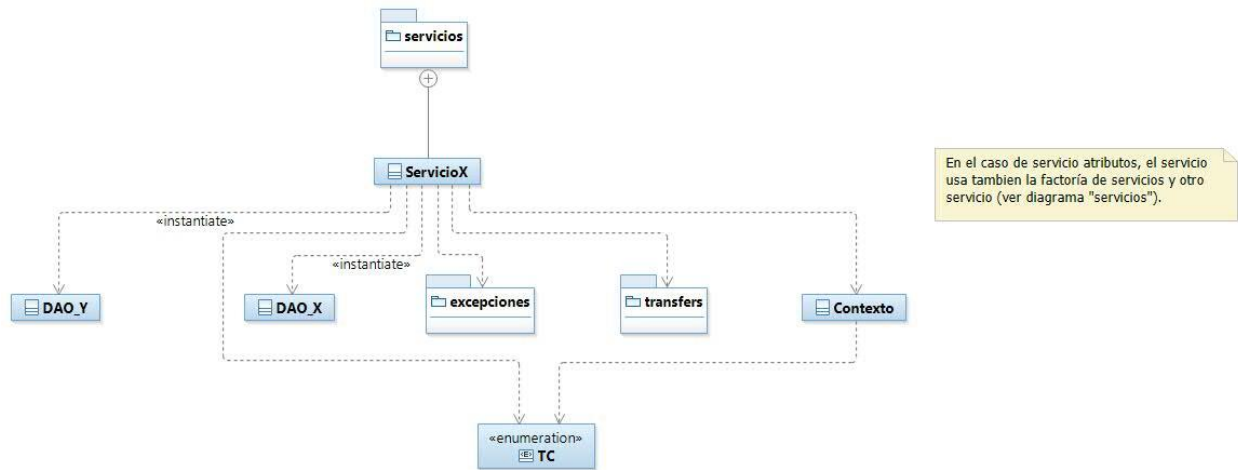 servicios
ServicioX
En el caso de servicio atributos, el servicio
usa tambien la factoría de servicios y otro
servicio (ver diagrama "servicios").
«instantiate»
«instantiate»
DAO_Y
DAO_X
excepciones
transfers
Contexto
«enumeration»
TC